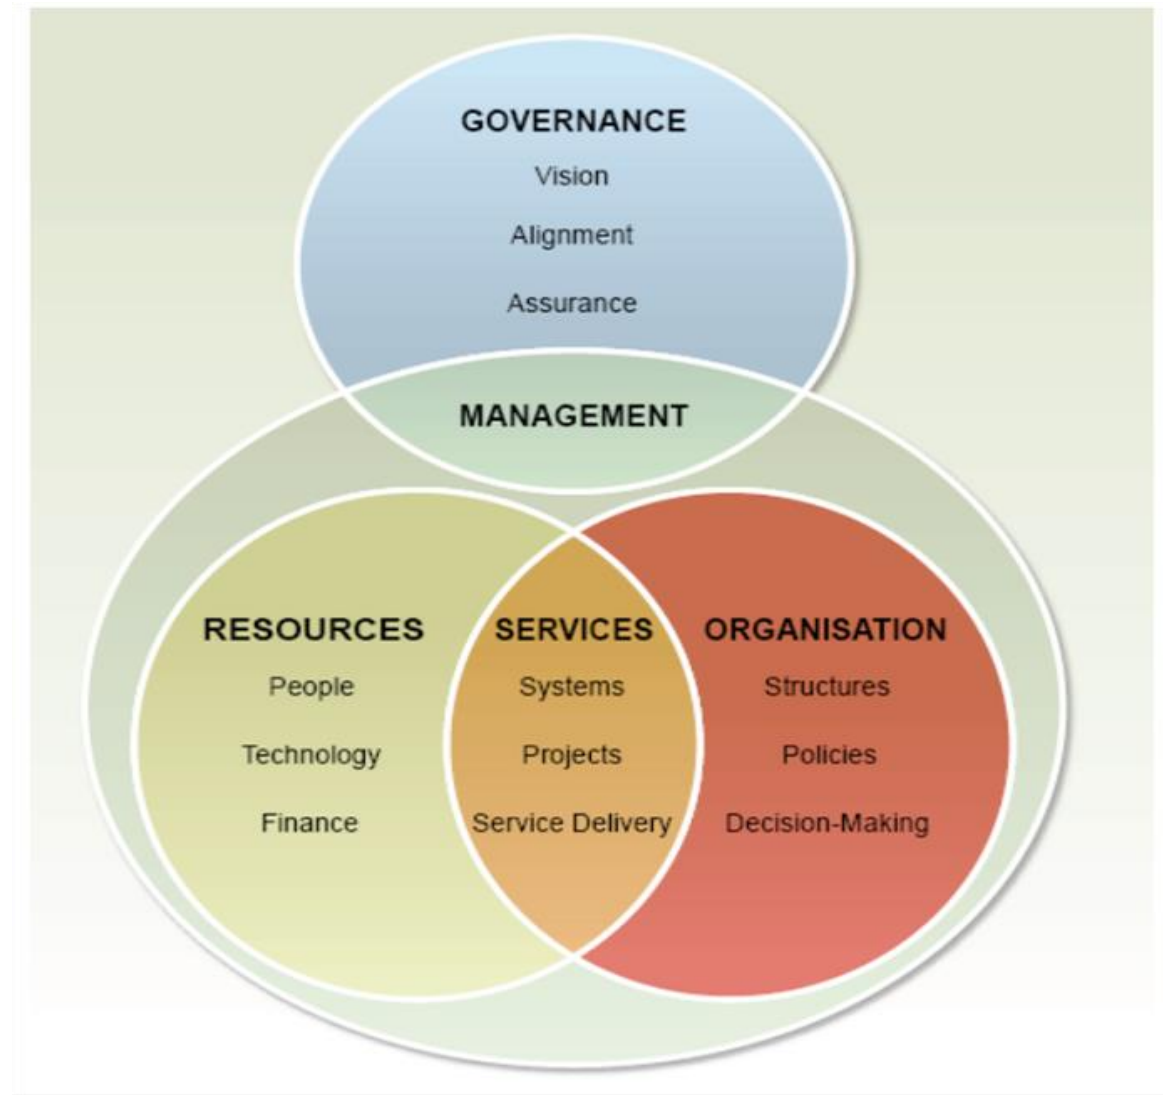 GOVERNANCE
Vision
Alignment
Assurance
MANAGEMENT
RESOURCES
People
Technology
Finance
SERVICES
Systems
Projects
Service Delivery
ORGANISATION
Structures
Policies
Decision-Making